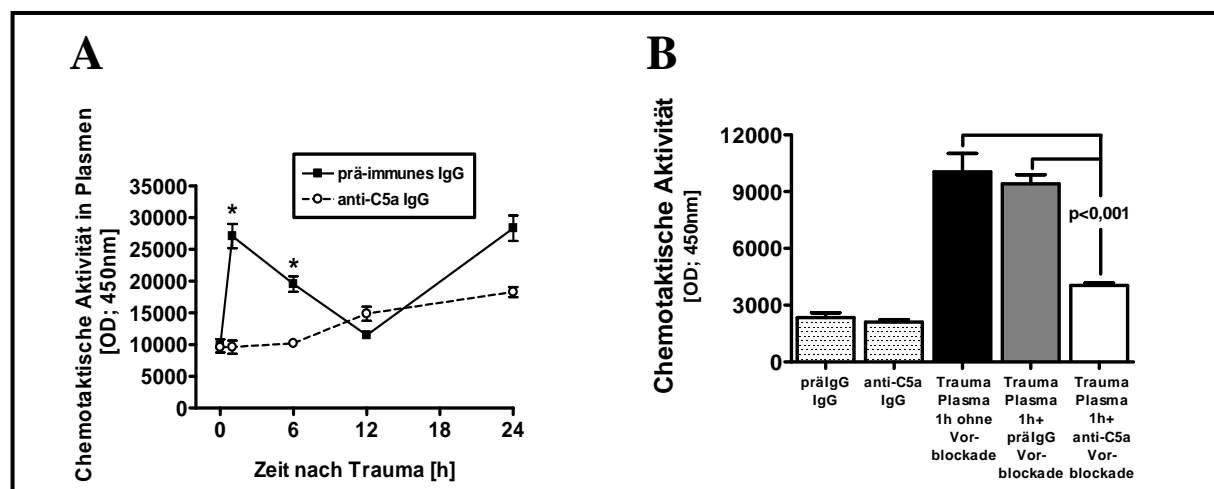 A
Chemotaktische Aktivität in Plasmen
[OD; 450nm]
prä-immunes IgG
anti-C5a IgG
35000
30000
25000
20000
15000
10000
5000
0
*
*
0
6
12
18
24
Zeit nach Trauma [h]
B
Chemotaktische Aktivität
[OD; 450nm]
12000
9000
6000
3000
0
p<0,001
präIgG
IgG
anti-C5a
IgG
Trauma
Plasma
1h ohne
Vor-
blockade
Trauma
Plasma
1h+
präIgG
Vor-
blockade
Trauma
Plasma
1h+
anti-C5a
Vor-
blockade